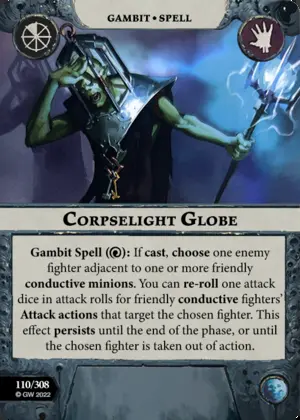 GAMBIT • SPELL
CORPSELIGHT GLOBE
Gambit Spell (): If cast, choose one enemy
fighter adjacent to one or more friendly
conductive minions. You can re-roll one attack
dice in attack rolls for friendly conductive fighters'
Attack actions that target the chosen fighter. This
effect persists until the end of the phase, or until
the chosen fighter is taken out of action.
110/308
© GW 2022